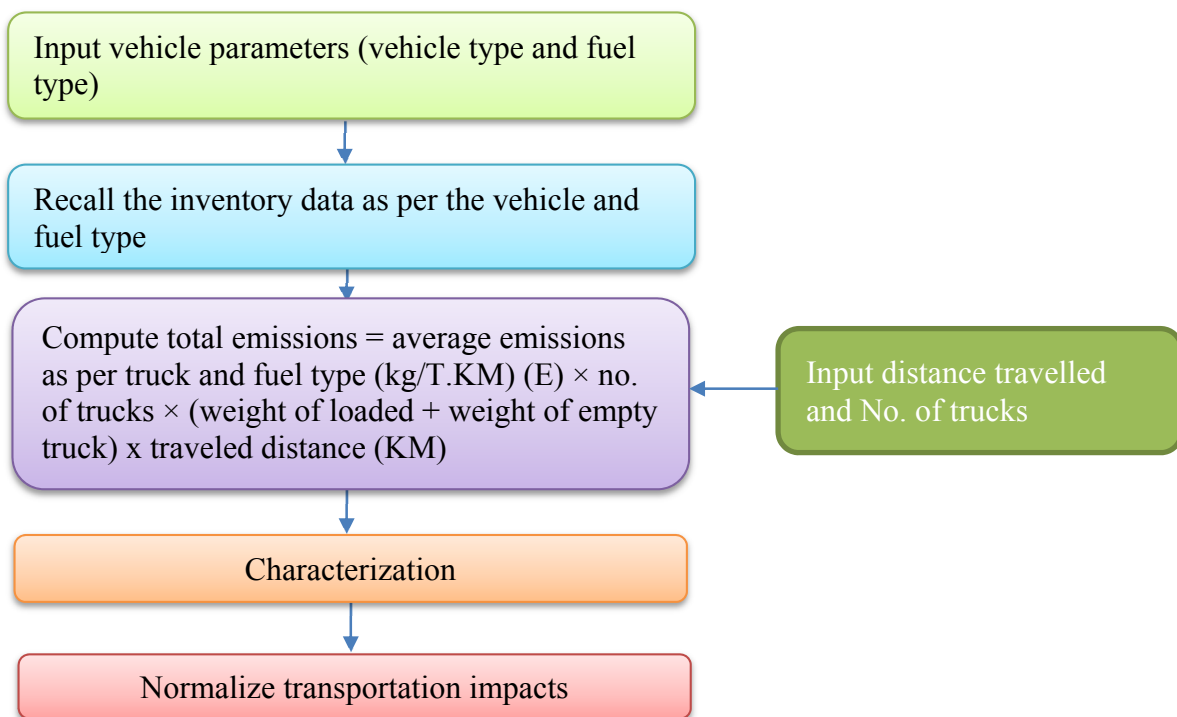 Input vehicle parameters (vehicle type and fuel
type)
Recall the inventory data as per the vehicle and
fuel type
Compute total emissions = average emissions
as per truck and fuel type (kg/T.KM) (E) × no.
of trucks × (weight of loaded + weight of empty
truck) x traveled distance (KM)
Input distance travelled
and No. of trucks
Characterization
Normalize transportation impacts